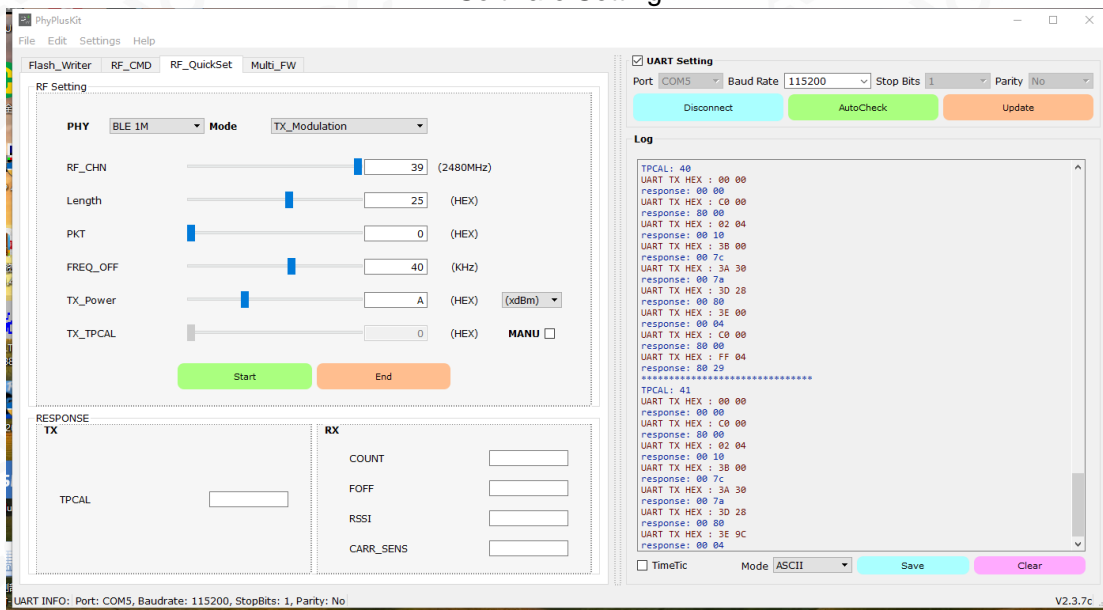 PhyPlusKit
File Edit Settings Help
Flash_Writer RF_CMD RF_QuickSet Multi_FW
RF Setting
PHY BLE 1M Mode TX_Modulation
RF_CHN 39 (2480MHz)
Length 25 (HEX)
PKT 0 (HEX)
FREQ_OFF 40 (KHz)
TX_Power A (HEX) (xdBm)
TX_TPCAL 0 (HEX) MANU
Start End
RESPONSE
TX
TPCAL
RX
COUNT
FOFF
RSSI
CARR_SENS
UART Setting
Port COM5 Baud Rate 115200 Stop Bits 1 Parity No
Disconnect AutoCheck Update
Log
TPCAL: 40
UART TX HEX : 00 00
response: 00 00
UART TX HEX : C0 00
response: 80 00
UART TX HEX : 02 04
response: 00 10
UART TX HEX : 3B 00
response: 00 7c
UART TX HEX : 3A 30
response: 00 7a
UART TX HEX : 3D 28
response: 00 80
UART TX HEX : 3E 00
response: 00 04
UART TX HEX : C0 00
response: 80 00
UART TX HEX : FF 04
response: 80 29
*******************************
TPCAL: 41
UART TX HEX : 00 00
response: 00 00
UART TX HEX : C0 00
response: 80 00
UART TX HEX : 02 04
response: 00 10
UART TX HEX : 3B 00
response: 00 7c
UART TX HEX : 3A 30
response: 00 7a
UART TX HEX : 3D 28
response: 00 80
UART TX HEX : 3E 9C
response: 00 04
TimeTic Mode ASCII Save Clear
UART INFO: Port: COM5, Baudrate: 115200, StopBits: 1, Parity: No V2.3.7c